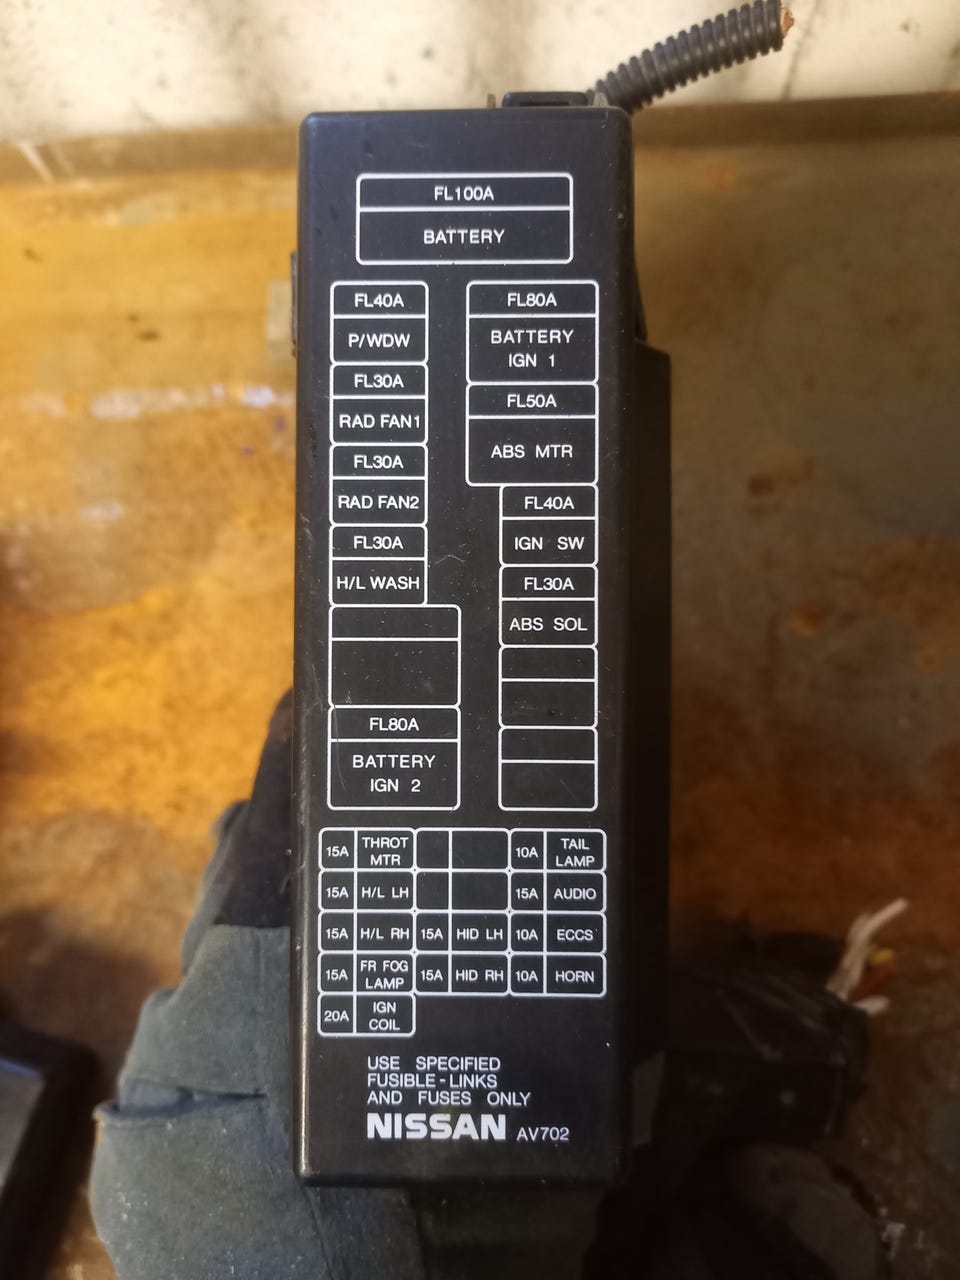 FL100A
BATTERY
FL40A
P/WDW
FL30A
RAD FAN1
FL30A
RAD FAN2
FL30A
H/L WASH
FL80A
BATTERY
IGN 2
FL80A
BATTERY
IGN 1
FL50A
ABS MTR
FL40A
IGN SW
FL30A
ABS SOL
15A THROT MTR 10A TAIL LAMP
15A H/L LH 15A AUDIO
15A H/L RH 15A HID LH 10A ECCS
15A FR FOG LAMP 15A HID RH 10A HORN
20A IGN COIL
USE SPECIFIED
FUSIBLE-LINKS
AND FUSES ONLY
NISSAN AV702